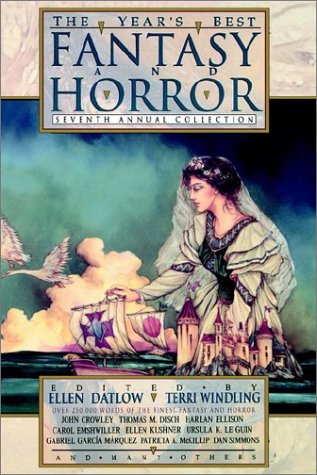 THE YEAR'S BEST
FANTASY
AND
HORROR
SEVENTH ANNUAL COLLECTION
EDITED • BY
ELLEN DATLOW • TERRI WINDLING
OVER 250,000 WORDS OF THE FINEST FANTASY AND HORROR
JOHN CROWLEY THOMAS M. DISCH HARLAN ELLISON
CAROL EMSHWILLER ELLEN KUSHNER URSULA K. LE GUIN
GABRIEL GARCÍA MÁRQUEZ PATRICIA A. McKILLIP DAN SIMMONS
AND • MANY • OTHERS